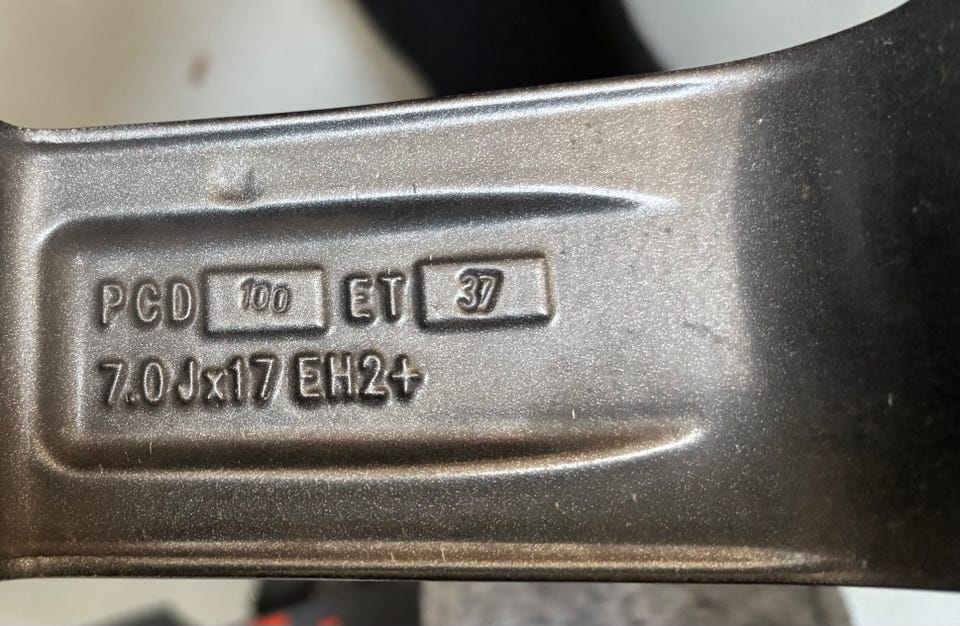 PCD 100 ET 37
7.0Jx17 EH2+